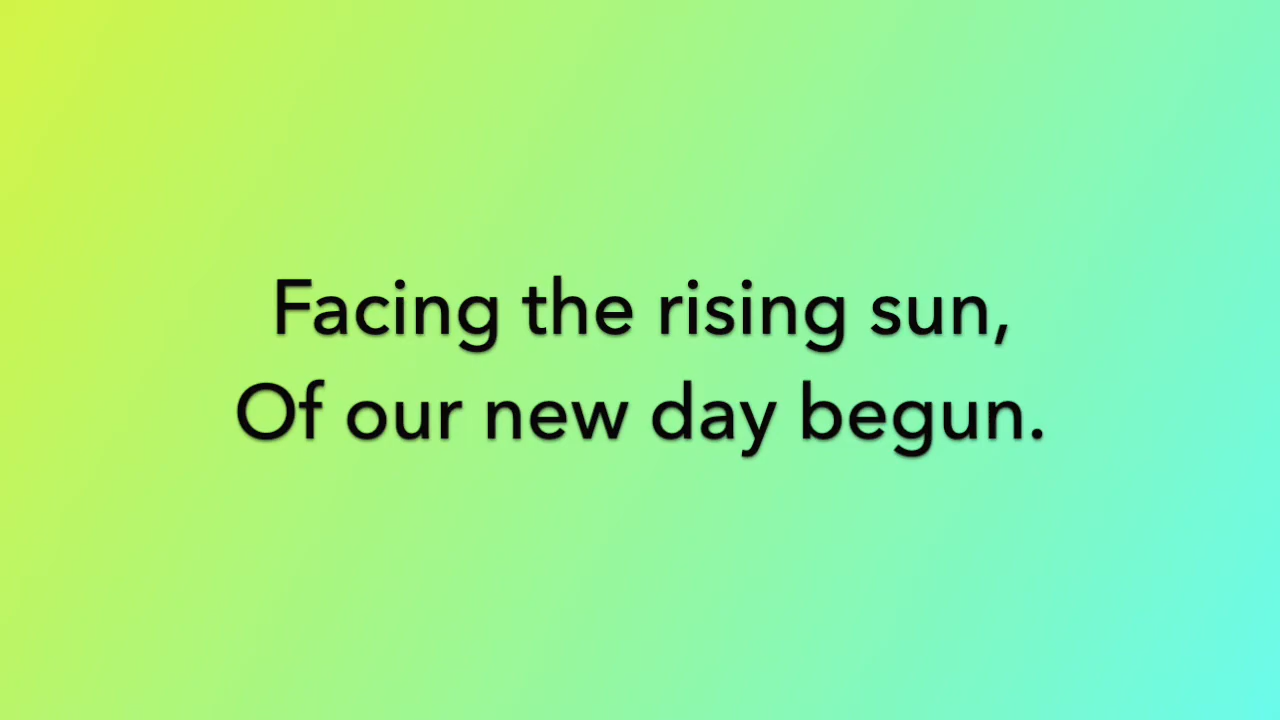 Facing the rising sun,
Of our new day begun.